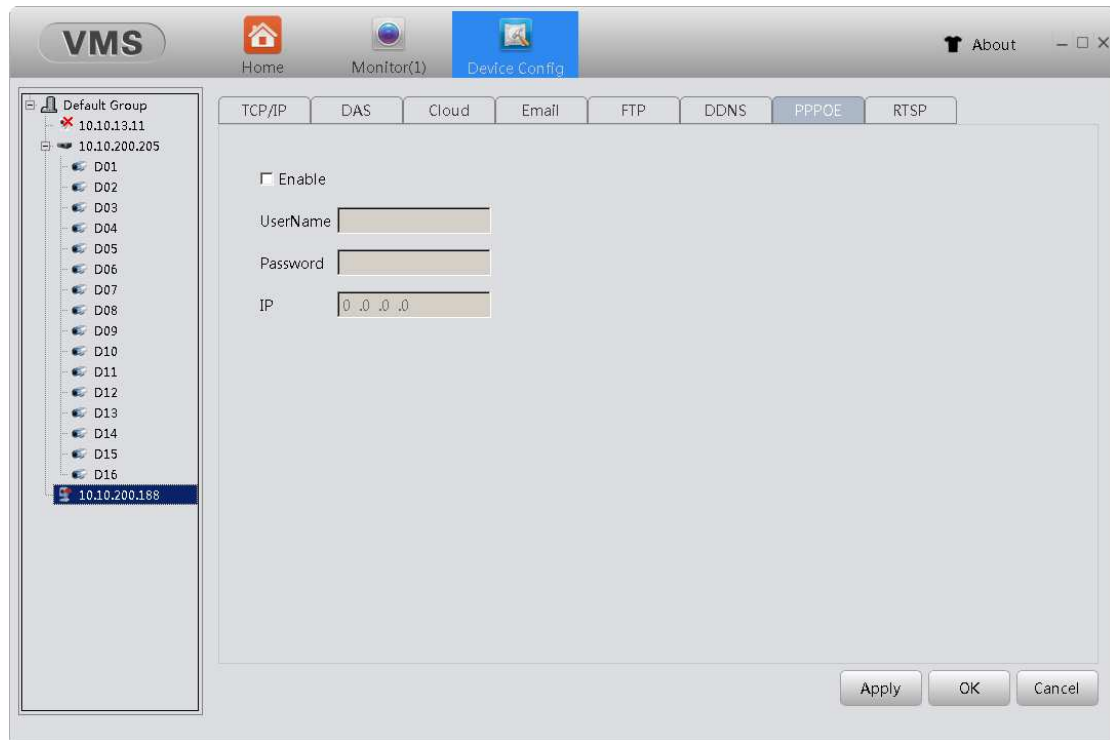 VMS
Home
Monitor(1)
Device Config
About
Default Group
10.10.13.11
10.10.200.205
D01
D02
D03
D04
D05
D06
D07
D08
D09
D10
D11
D12
D13
D14
D15
D16
10.10.200.188
TCP/IP DAS Cloud Email FTP DDNS PPPOE RTSP
Enable
UserName
Password
IP 0 .0 .0 .0
Apply OK Cancel